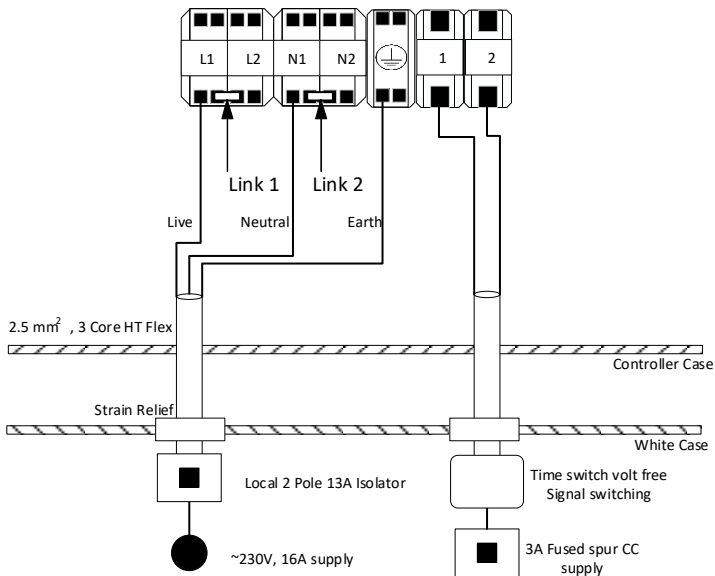 L1 L2 N1 N2 1 2
Link 1 Link 2
Live Neutral Earth
2.5 mm2 , 3 Core HT Flex
Controller Case
Strain Relief
White Case
Local 2 Pole 13A Isolator
Time switch volt free
Signal switching
~230V, 16A supply
3A Fused spur CC
supply